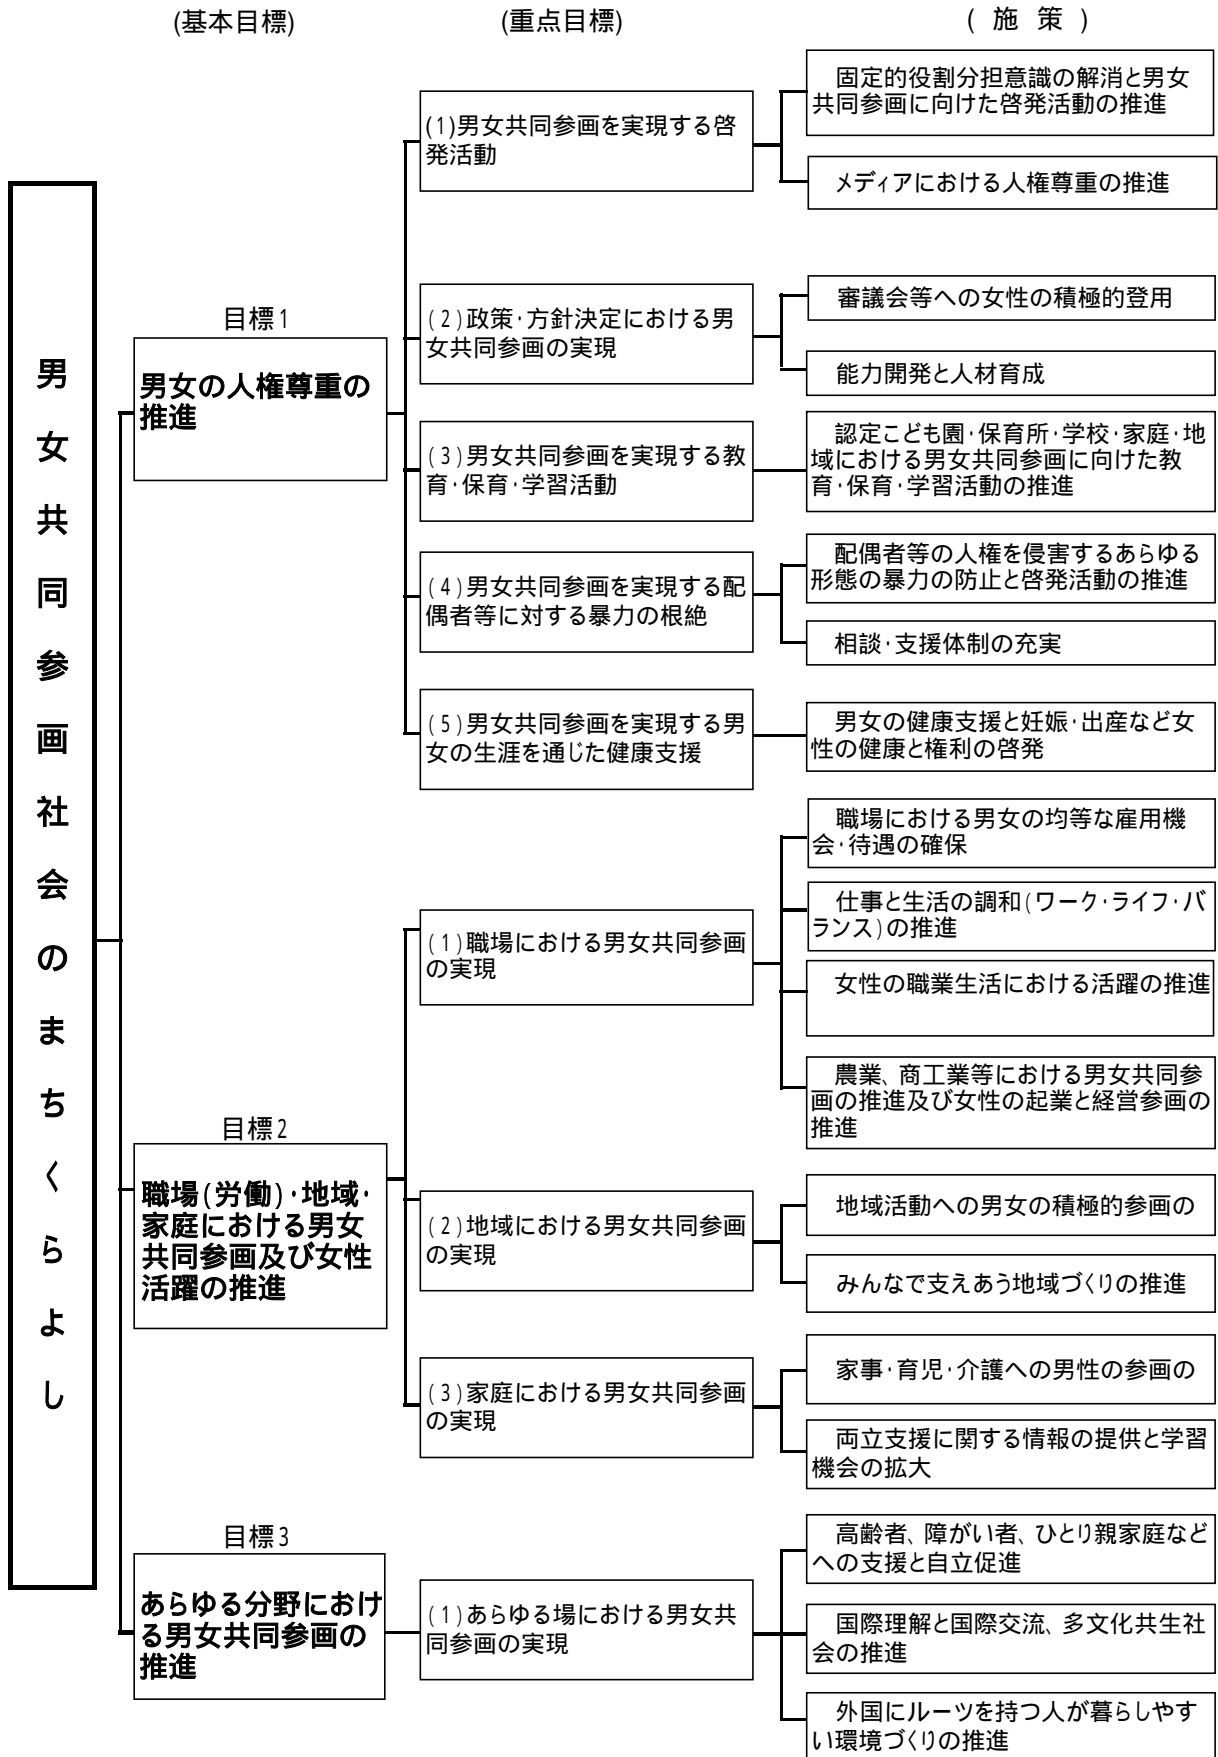 (基本目標)
(重点目標)
(施策)
男女共同参画社会のまちくらよし
目標1
男女の人権尊重の
推進
(1)男女共同参画を実現する啓
発活動
固定的役割分担意識の解消と男女
共同参画に向けた啓発活動の推進
メディアにおける人権尊重の推進
(2)政策・方針決定における男
女共同参画の実現
審議会等への女性の積極的登用
能力開発と人材育成
(3)男女共同参画を実現する教
育・保育・学習活動
認定こども園・保育所・学校・家庭・地
域における男女共同参画に向けた教
育・保育・学習活動の推進
(4)男女共同参画を実現する配
偶者等に対する暴力の根絶
配偶者等の人権を侵害するあらゆる
形態の暴力の防止と啓発活動の推進
相談・支援体制の充実
(5)男女共同参画を実現する男
女の生涯を通じた健康支援
男女の健康支援と妊娠・出産など女
性の健康と権利の啓発
目標2
職場(労働)・地域・
家庭における男女
共同参画及び女性
活躍の推進
(1)職場における男女共同参画
の実現
職場における男女の均等な雇用機
会・待遇の確保
仕事と生活の調和(ワーク・ライフ・バ
ランス)の推進
女性の職業生活における活躍の推進
農業、商工業等における男女共同参
画の推進及び女性の起業と経営参画の
推進
(2)地域における男女共同参画
の実現
地域活動への男女の積極的参画の
みんなで支えあう地域づくりの推進
(3)家庭における男女共同参画
の実現
家事・育児・介護への男性の参画の
両立支援に関する情報の提供と学習
機会の拡大
目標3
あらゆる分野におけ
る男女共同参画の
推進
(1)あらゆる場における男女共
同参画の実現
高齢者、障がい者、ひとり親家庭など
への支援と自立促進
国際理解と国際交流、多文化共生社
会の推進
外国にルーツを持つ人が暮らしやす
い環境づくりの推進